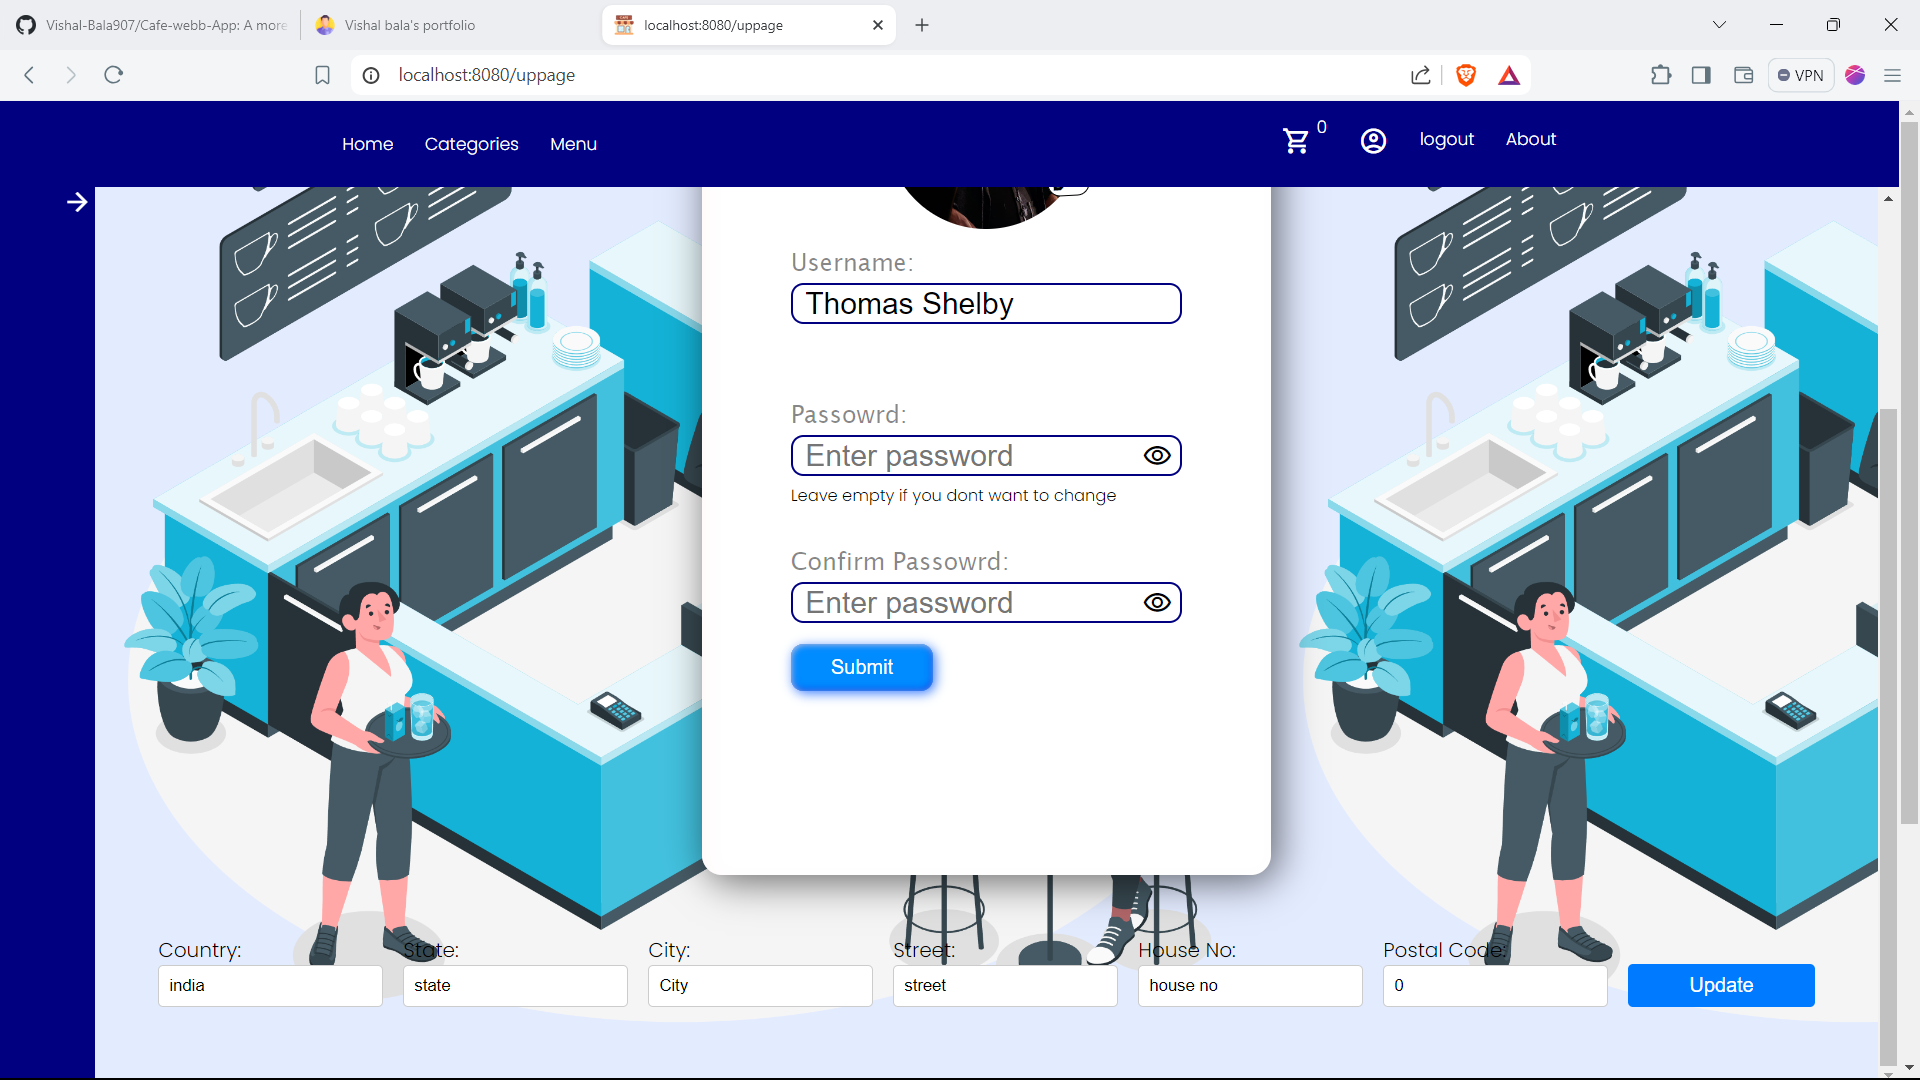 Vishal-Bala907/Cafe-webb-App: A more
Vishal bala's portfolio
localhost:8080/uppage
localhost:8080/uppage
VPN
Home Categories Menu 0 logout About
Username:
Thomas Shelby
Passowrd:
Enter password
Leave empty if you dont want to change
Confirm Passowrd:
Enter password
Submit
Country: State: City: Street: House No: Postal Code:
india state City street house no 0 Update